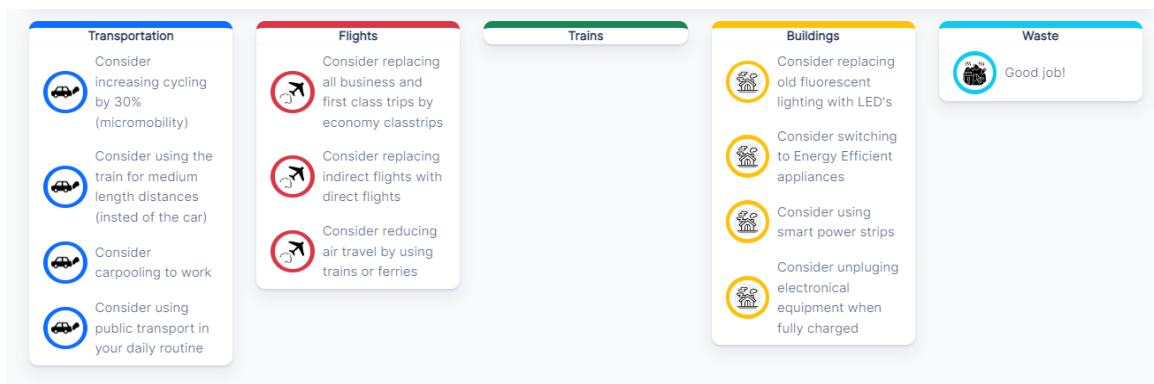 Transportation
Consider
increasing cycling
by 30%
(micromobility)
Consider using the
train for medium
length distances
(insted of the car)
Consider
carpooling to work
Consider using
public transport in
your daily routine
Flights
Consider replacing
all business and
first class trips by
economy classtrips
Consider replacing
indirect flights with
direct flights
Consider reducing
air travel by using
trains or ferries
Trains
Buildings
Consider replacing
old fluorescent
lighting with LED's
Consider switching
to Energy Efficient
appliances
Consider using
smart power strips
Consider unpluging
electronical
equipment when
fully charged
Waste
Good job!